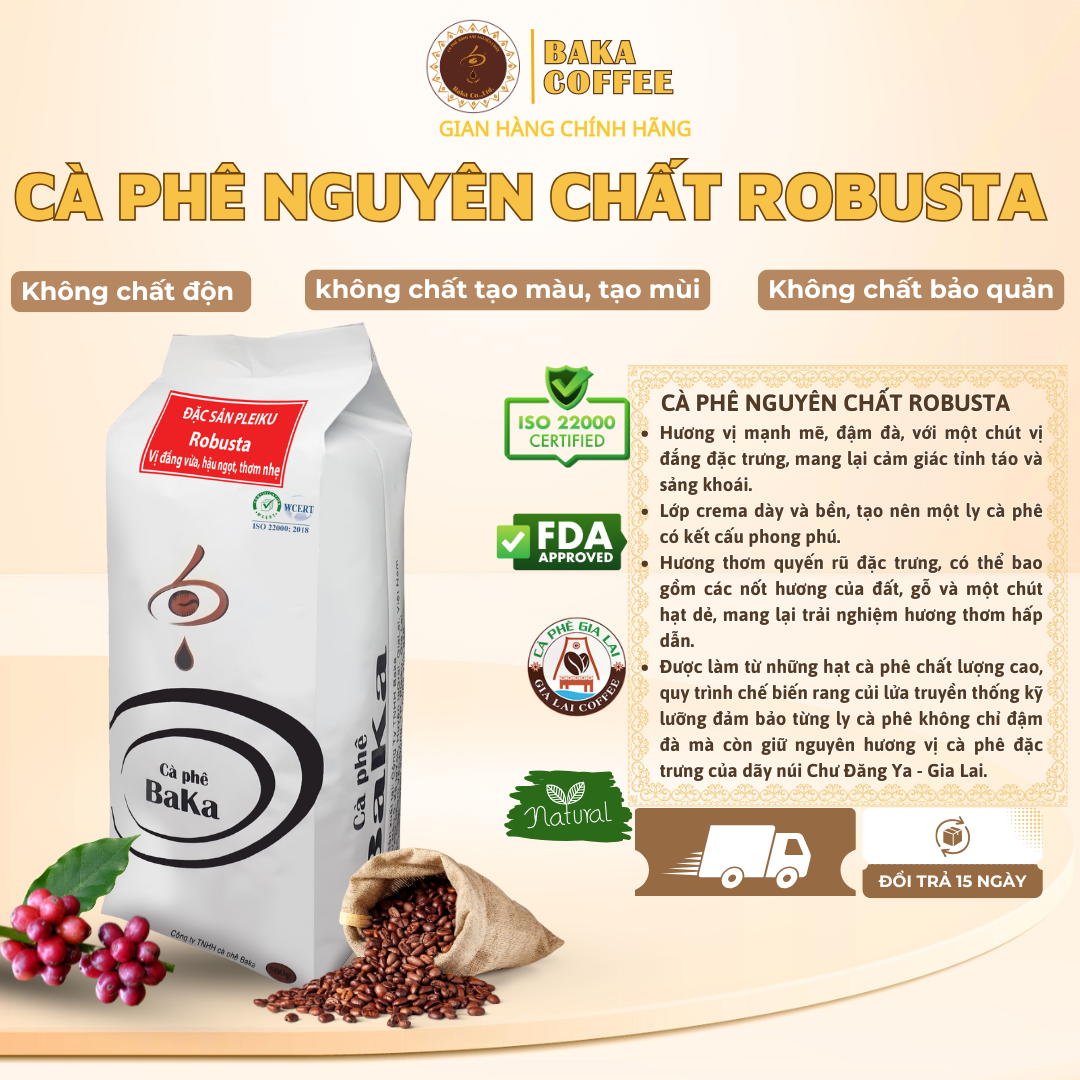 BAKA
COFFEE
Baka Co.,Ltd.
GIAN HÀNG CHÍNH HÃNG
CÀ PHÊ NGUYÊN CHẤT ROBUSTA
Không chất độn
không chất tạo màu, tạo mùi
Không chất bảo quản
ĐẶC SẢN PLEIKU
Robusta
Vị đắng vừa, hậu ngọt, thơm nhẹ
WCERT
ISO 22000: 2018
Cà phê
BaKa
Cà phê
BaKa
Công ty TNHH cà phê Baka
ISO 22000
CERTIFIED
FDA
APPROVED
CÀ PHÊ GIA LAI
GIA LAI COFFEE
Natural
CÀ PHÊ NGUYÊN CHẤT ROBUSTA
• Hương vị mạnh mẽ, đậm đà, với một chút vị
đắng đặc trưng, mang lại cảm giác tỉnh táo và
sảng khoái.
• Lớp crema dày và bền, tạo nên một ly cà phê
có kết cấu phong phú.
• Hương thơm quyến rũ đặc trưng, có thể bao
gồm các nốt hương của đất, gỗ và một chút
hạt dẻ, mang lại trải nghiệm hương thơm hấp
dẫn.
• Được làm từ những hạt cà phê chất lượng cao,
quy trình chế biến rang củi lửa truyền thống kỹ
lưỡng đảm bảo từng ly cà phê không chỉ đậm
đà mà còn giữ nguyên hương vị cà phê đặc
trưng của dãy núi Chư Đăng Ya - Gia Lai.
ĐỔI TRẢ 15 NGÀY